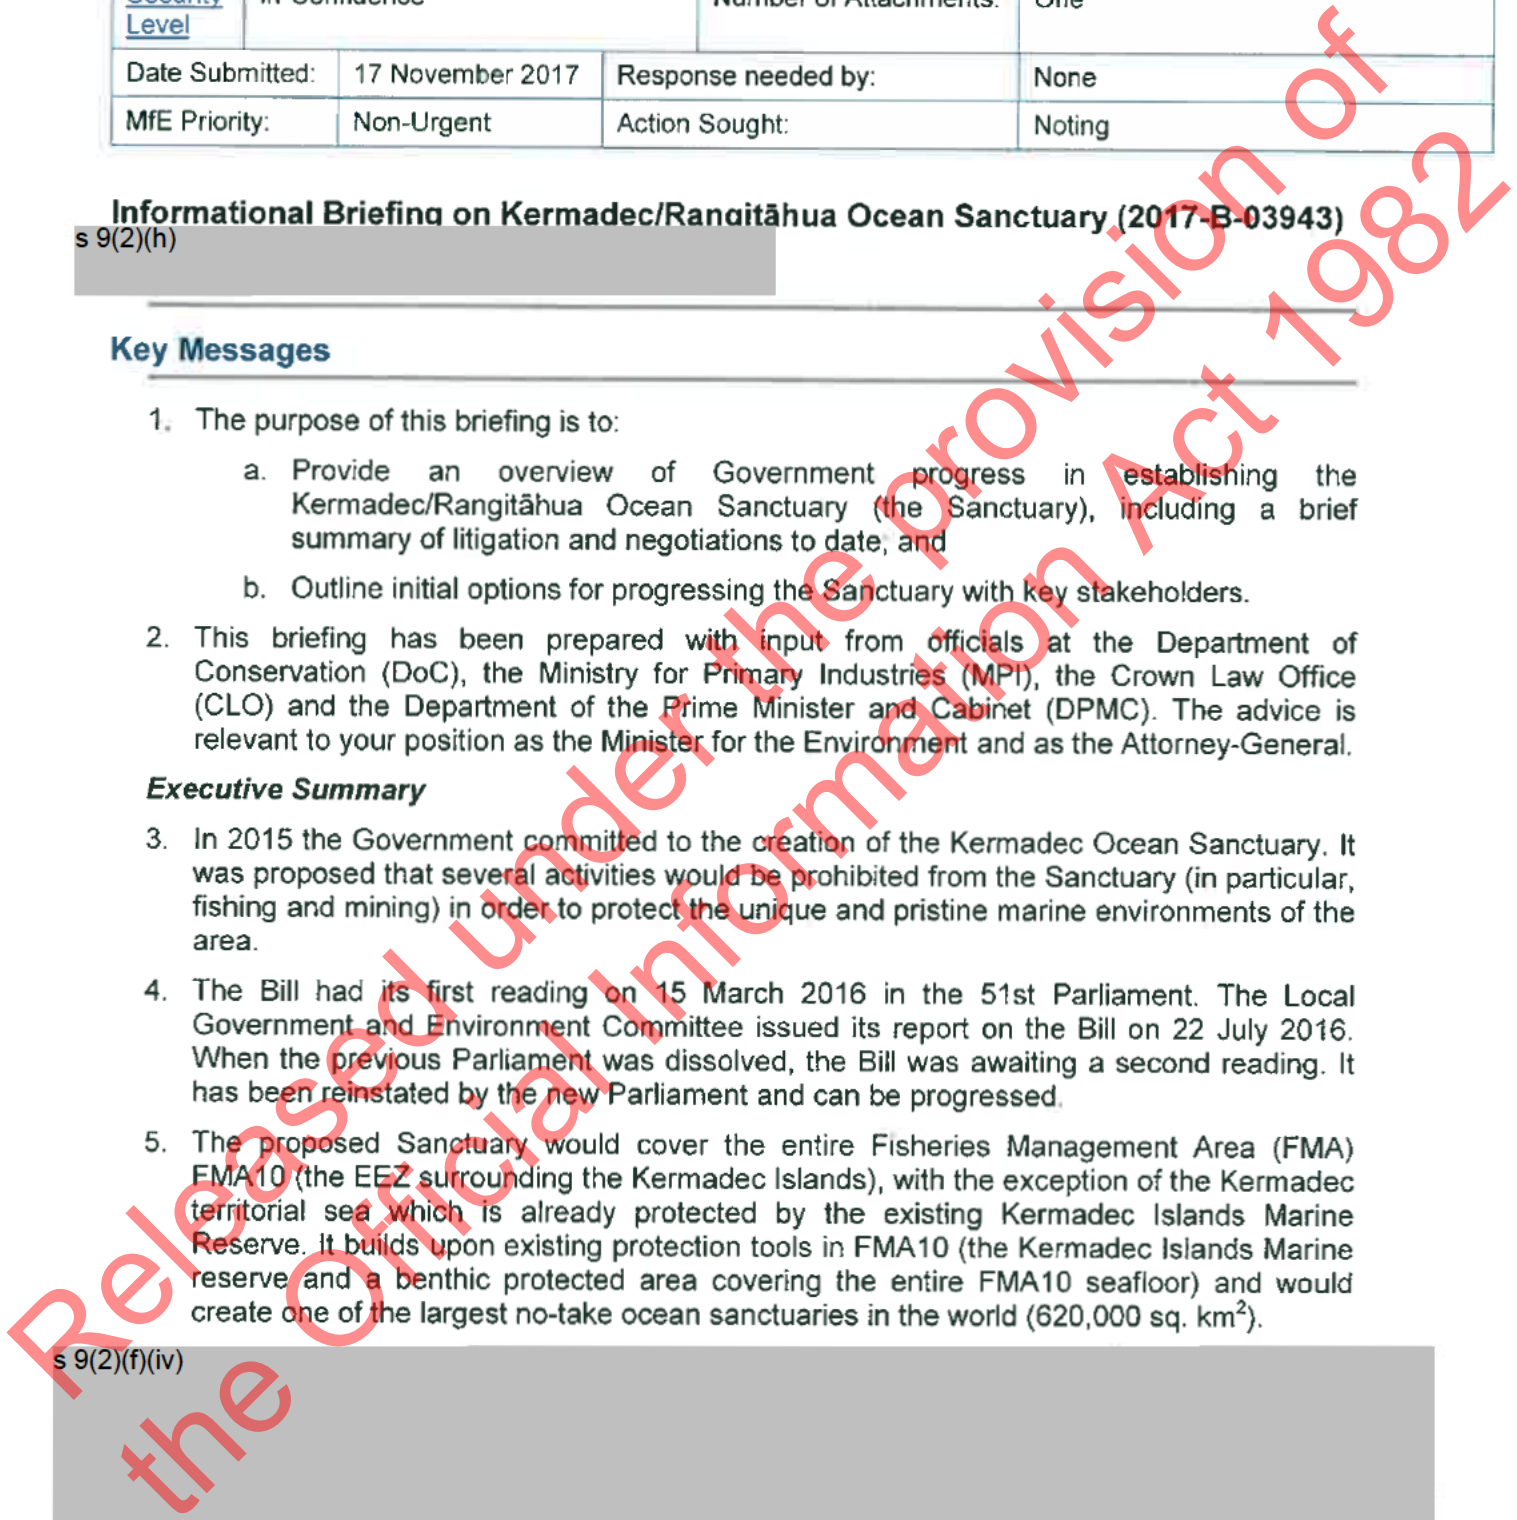 Security In-Confidence Number of Attachments: One
Level
Date Submitted: 17 November 2017 Response needed by: None
MfE Priority: Non-Urgent Action Sought: Noting
Informational Briefing on Kermadec/Rangitāhua Ocean Sanctuary (2017-B-03943)
s 9(2)(h)
Key Messages
1. The purpose of this briefing is to:
a. Provide an overview of Government progress in establishing the
Kermadec/Rangitāhua Ocean Sanctuary (the Sanctuary), including a brief
summary of litigation and negotiations to date; and
b. Outline initial options for progressing the Sanctuary with key stakeholders.
2. This briefing has been prepared with input from officials at the Department of
Conservation (DoC), the Ministry for Primary Industries (MPI), the Crown Law Office
(CLO) and the Department of the Prime Minister and Cabinet (DPMC). The advice is
relevant to your position as the Minister for the Environment and as the Attorney-General.
Executive Summary
3. In 2015 the Government committed to the creation of the Kermadec Ocean Sanctuary. It
was proposed that several activities would be prohibited from the Sanctuary (in particular,
fishing and mining) in order to protect the unique and pristine marine environments of the
area.
4. The Bill had its first reading on 15 March 2016 in the 51st Parliament. The Local
Government and Environment Committee issued its report on the Bill on 22 July 2016.
When the previous Parliament was dissolved, the Bill was awaiting a second reading. It
has been reinstated by the new Parliament and can be progressed.
5. The proposed Sanctuary would cover the entire Fisheries Management Area (FMA)
FMA10 (the EEZ surrounding the Kermadec Islands), with the exception of the Kermadec
territorial sea which is already protected by the existing Kermadec Islands Marine
Reserve. It builds upon existing protection tools in FMA10 (the Kermadec Islands Marine
reserve and a benthic protected area covering the entire FMA10 seafloor) and would
create one of the largest no-take ocean sanctuaries in the world (620,000 sq. km²).
s 9(2)(f)(iv)
Released under the provision of
the Official Information Act 1982